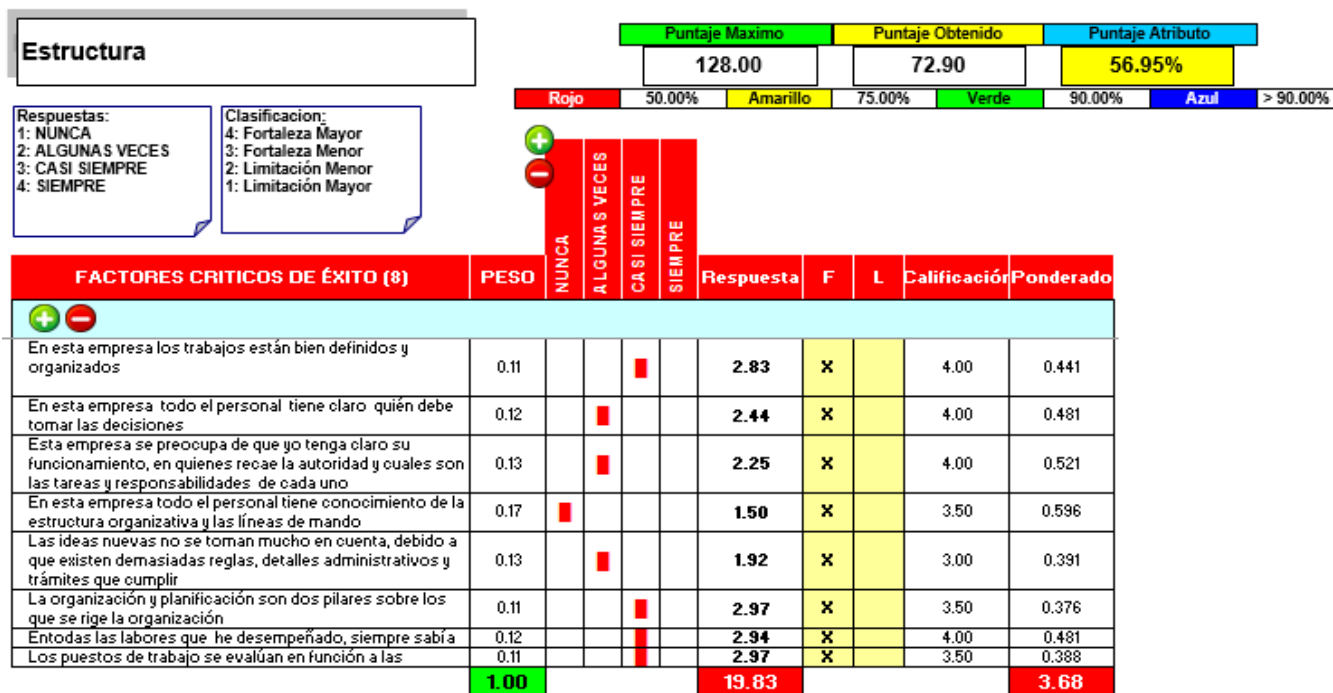 Estructura
Puntaje Maximo Puntaje Obtenido Puntaje Atributo
128.00 72.90 56.95%
Rojo 50.00% Amarillo 75.00% Verde 90.00% Azul > 90.00%
Respuestas:
1: NUNCA
2: ALGUNAS VECES
3: CASI SIEMPRE
4: SIEMPRE
Clasificacion:
4: Fortaleza Mayor
3: Fortaleza Menor
2: Limitación Menor
1: Limitación Mayor
FACTORES CRITICOS DE ÉXITO (8) PESO NUNCA ALGUNAS VECES CASI SIEMPRE SIEMPRE Respuesta F L Calificación Ponderado
En esta empresa los trabajos están bien definidos y
organizados 0.11 2.83 X 4.00 0.441
En esta empresa todo el personal tiene claro quién debe
tomar las decisiones 0.12 2.44 X 4.00 0.481
Esta empresa se preocupa de que yo tenga claro su
funcionamiento, en quienes recae la autoridad y cuales son
las tareas y responsabilidades de cada uno 0.13 2.25 X 4.00 0.521
En esta empresa todo el personal tiene conocimiento de la
estructura organizativa y las líneas de mando 0.17 1.50 X 3.50 0.596
Las ideas nuevas no se toman mucho en cuenta, debido a
que existen demasiadas reglas, detalles administrativos y
trámites que cumplir 0.13 1.92 X 3.00 0.391
La organización y planificación son dos pilares sobre los
que se rige la organización 0.11 2.97 X 3.50 0.376
Entodas las labores que he desempeñado, siempre sabía 0.12 2.94 X 4.00 0.481
Los puestos de trabajo se evalúan en función a las 0.11 2.97 X 3.50 0.388
1.00 19.83 3.68